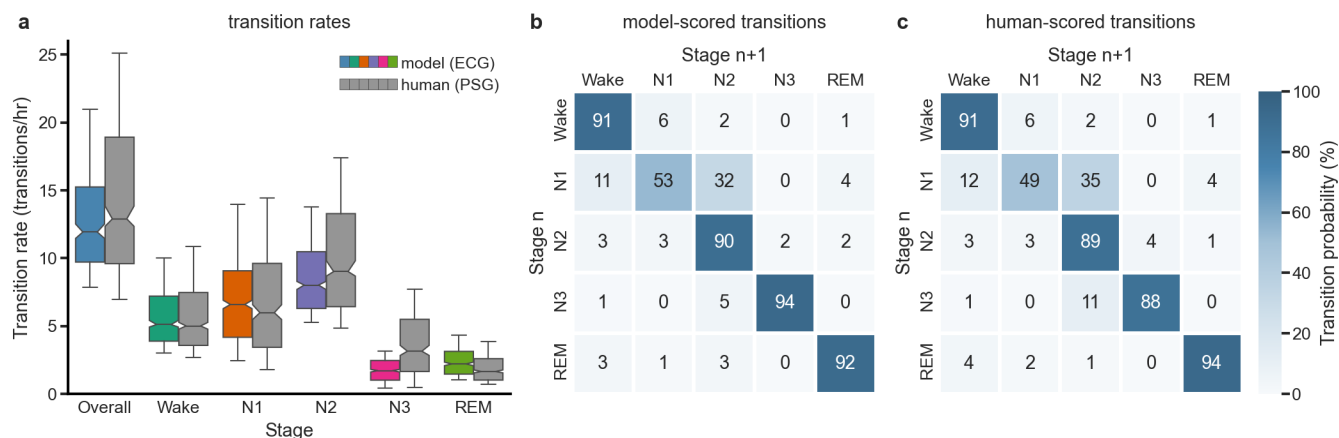 a
transition rates
Transition rate (transitions/hr)
25
20
15
10
5
0
model (ECG)
human (PSG)
Overall Wake N1 N2 N3 REM
Stage
b
model-scored transitions
Stage n+1
Wake N1 N2 N3 REM
Stage n
Wake 91 6 2 0 1
N1 11 53 32 0 4
N2 3 3 90 2 2
N3 1 0 5 94 0
REM 3 1 3 0 92
c
human-scored transitions
Stage n+1
Wake N1 N2 N3 REM
Stage n
Wake 91 6 2 0 1
N1 12 49 35 0 4
N2 3 3 89 4 1
N3 1 0 11 88 0
REM 4 2 1 0 94
100
80
60
40
20
0
Transition probability (%)